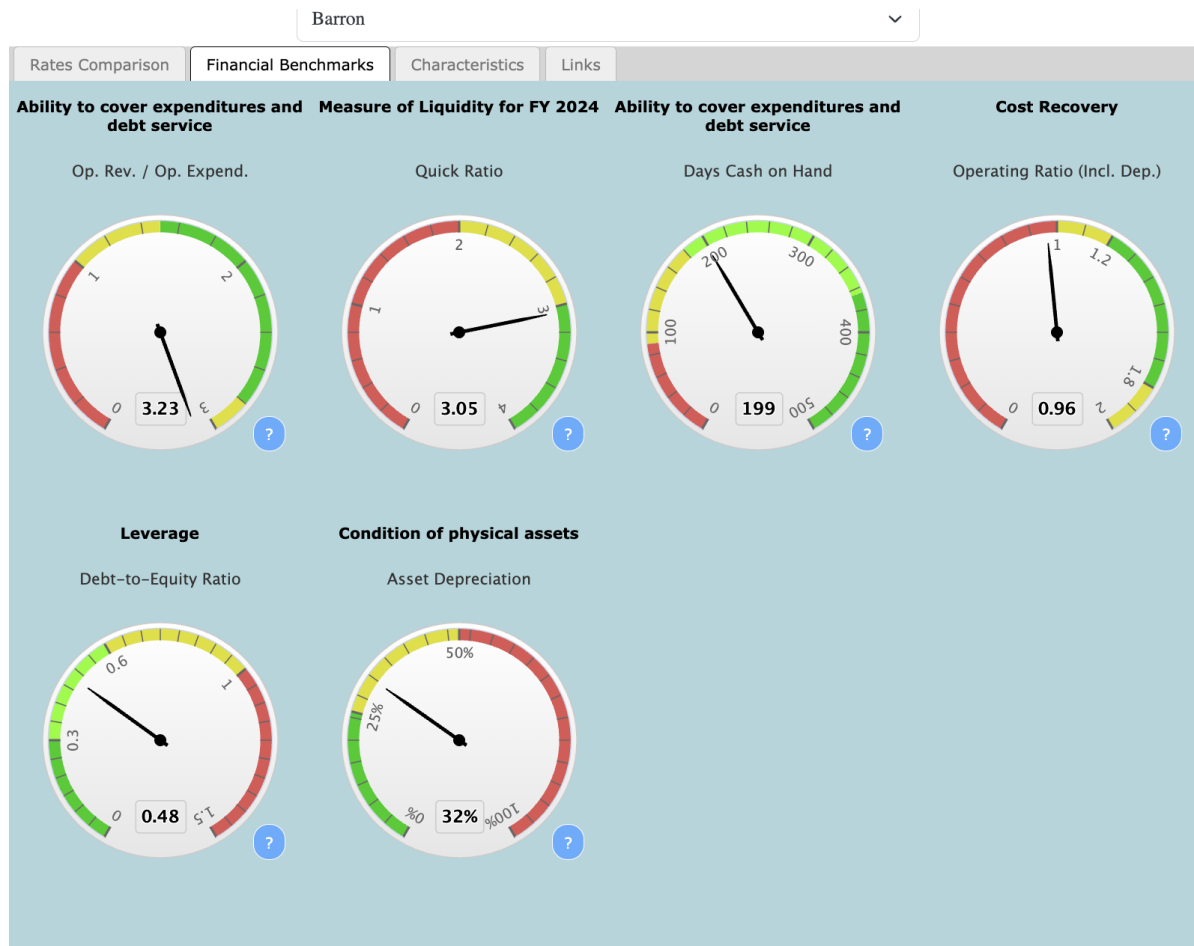 Barron
Rates Comparison
Financial Benchmarks
Characteristics
Links
Ability to cover expenditures and
debt service
Op. Rev. / Op. Expend.
0
1
2
3
3.23
?
Measure of Liquidity for FY 2024
Quick Ratio
0
1
2
3
4
3.05
?
Ability to cover expenditures and
debt service
Days Cash on Hand
0
100
200
300
400
500
199
?
Cost Recovery
Operating Ratio (Incl. Dep.)
0
1
1.2
1.8
2
0.96
?
Leverage
Debt-to-Equity Ratio
0
0.3
0.6
1
1.5
0.48
?
Condition of physical assets
Asset Depreciation
0%
25%
50%
100%
32%
?